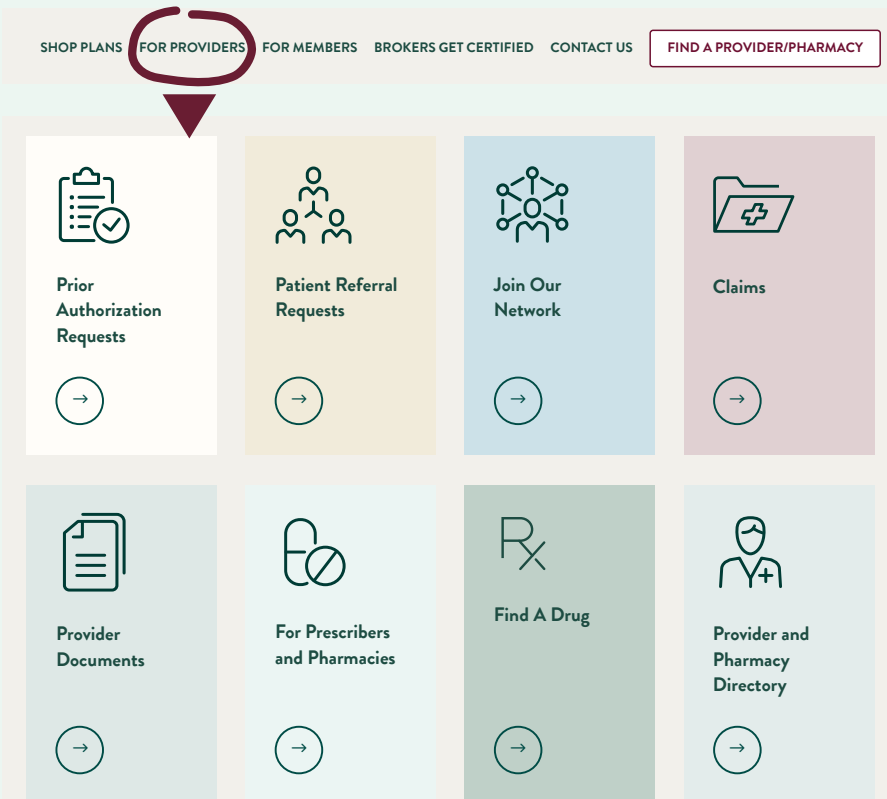 SHOP PLANS FOR PROVIDERS FOR MEMBERS BROKERS GET CERTIFIED CONTACT US FIND A PROVIDER/PHARMACY
Prior
Authorization
Requests
Patient Referral
Requests
Join Our
Network
Claims
Provider
Documents
For Prescribers
and Pharmacies
Rx
Find A Drug
Provider and
Pharmacy
Directory